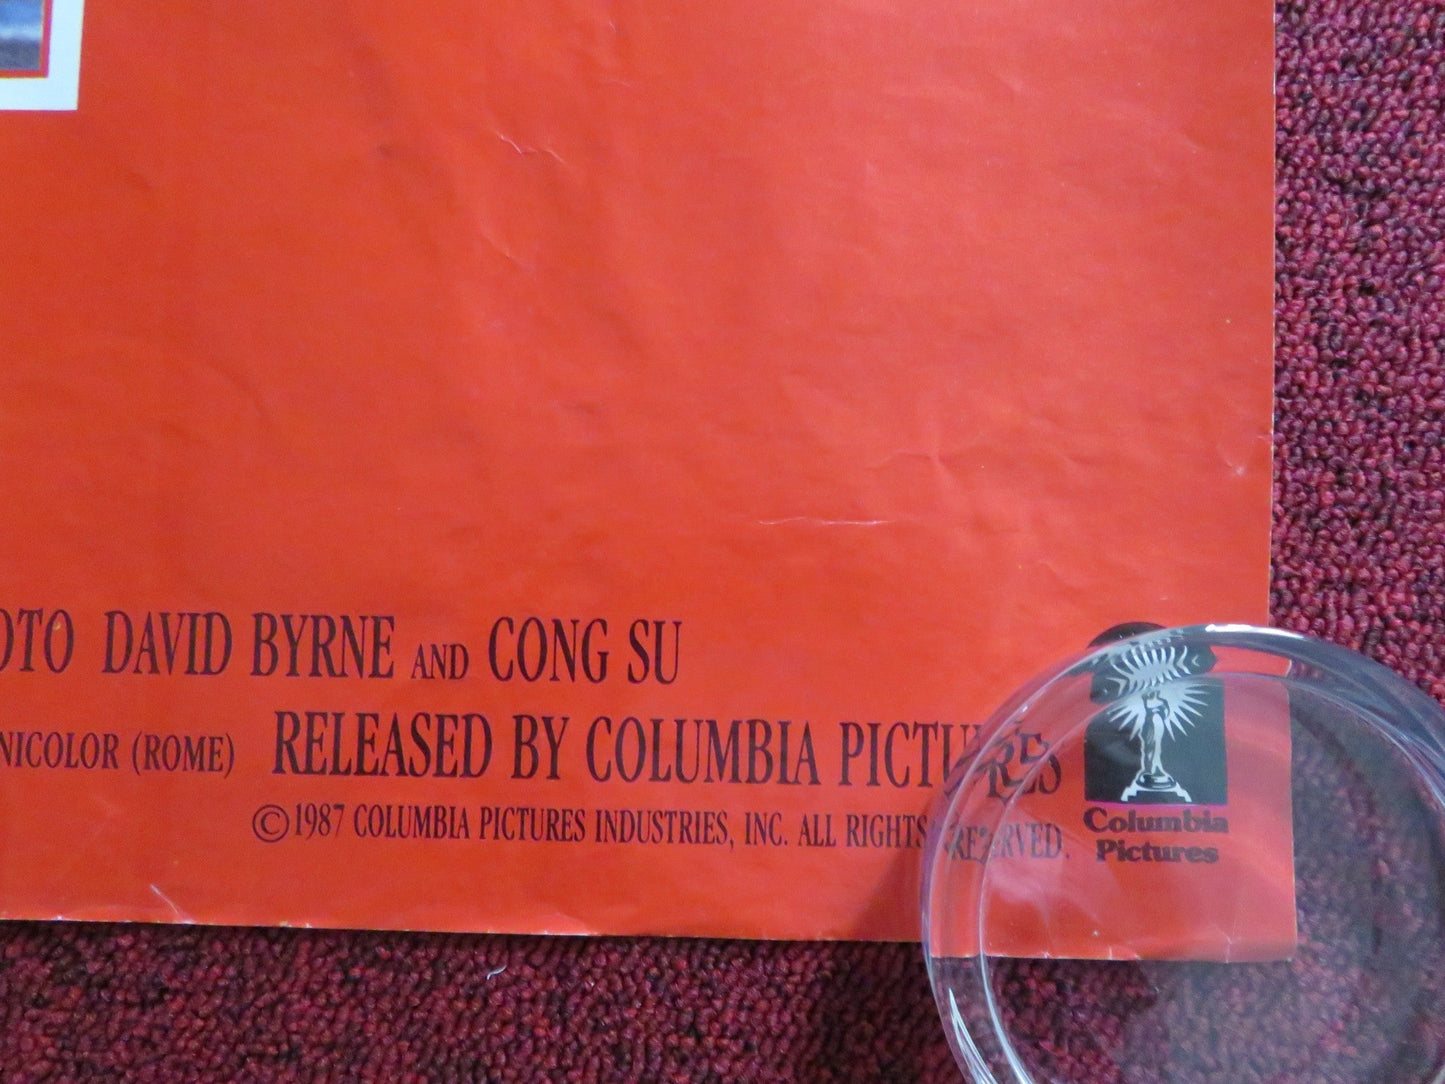 OTO DAVID BYRNE AND CONG SU
NICOLOR (ROME) RELEASED BY COLUMBIA PICTURES
©1987 COLUMBIA PICTURES INDUSTRIES, INC. ALL RIGHTS RESERVED.
Columbia
Pictures